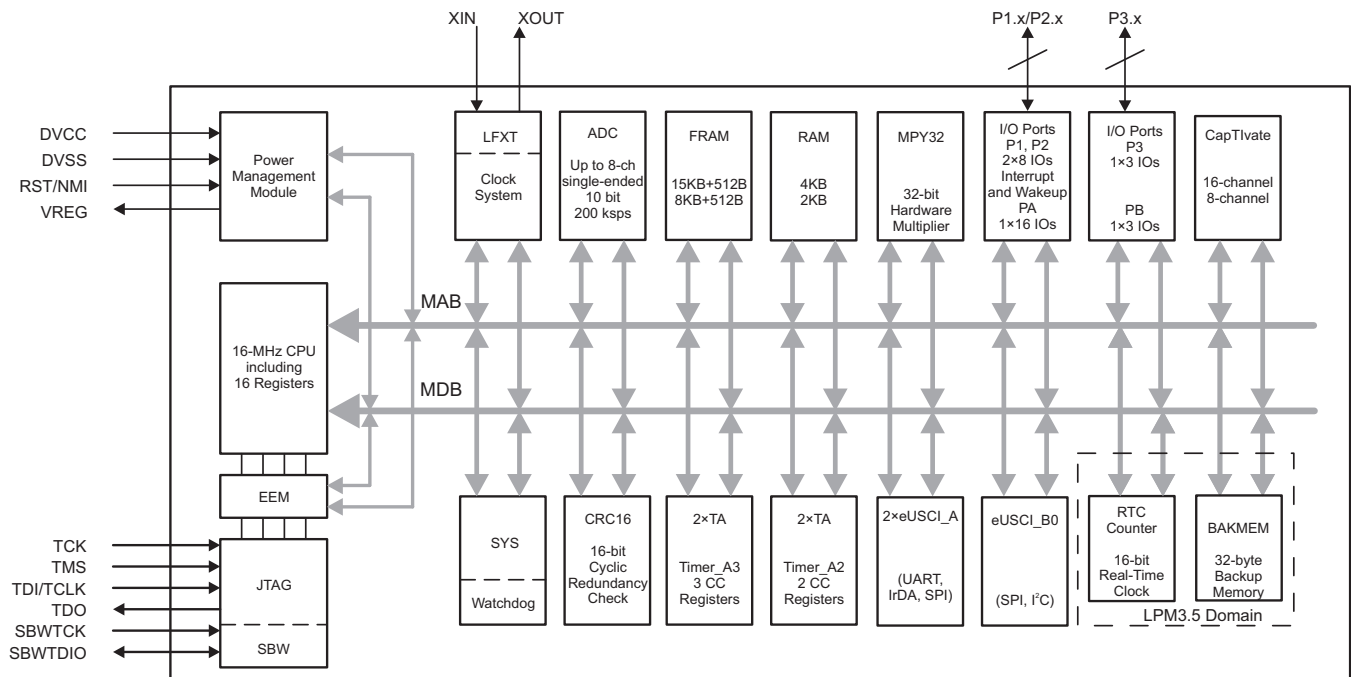 XIN
XOUT
P1.x/P2.x
P3.x
DVCC
DVSS
RST/NMI
VREG
Power
Management
Module
LFXT
Clock
System
ADC
Up to 8-ch
single-ended
10 bit
200 ksps
FRAM
15KB+512B
8KB+512B
RAM
4KB
2KB
MPY32
32-bit
Hardware
Multiplier
I/O Ports
P1, P2
2×8 IOs
Interrupt
and Wakeup
PA
1×16 IOs
I/O Ports
P3
1×3 IOs
PB
1×3 IOs
CapTIvate
16-channel
8-channel
MAB
16-MHz CPU
including
16 Registers
MDB
EEM
TCK
TMS
TDI/TCLK
TDO
SBWTCK
SBWTDIO
JTAG
SBW
SYS
Watchdog
CRC16
16-bit
Cyclic
Redundancy
Check
2×TA
Timer_A3
3 CC
Registers
2×TA
Timer_A2
2 CC
Registers
2×eUSCI_A
(UART,
IrDA, SPI)
eUSCI_B0
(SPI, I²C)
RTC
Counter
16-bit
Real-Time
Clock
BAKMEM
32-byte
Backup
Memory
LPM3.5 Domain